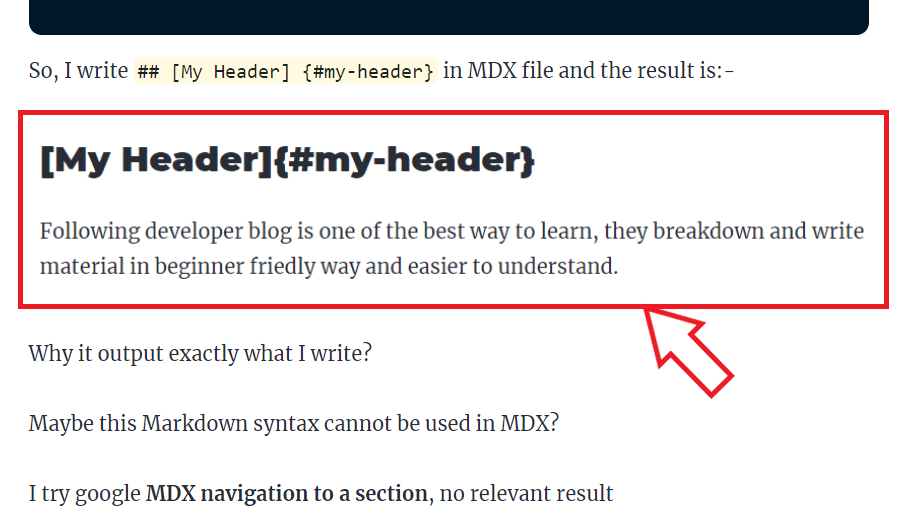 So, I write ## [My Header] {#my-header} in MDX file and the result is:-
[My Header]{#my-header}
Following developer blog is one of the best way to learn, they breakdown and write
material in beginner friedly way and easier to understand.
Why it output exactly what I write?
Maybe this Markdown syntax cannot be used in MDX?
I try google MDX navigation to a section, no relevant result